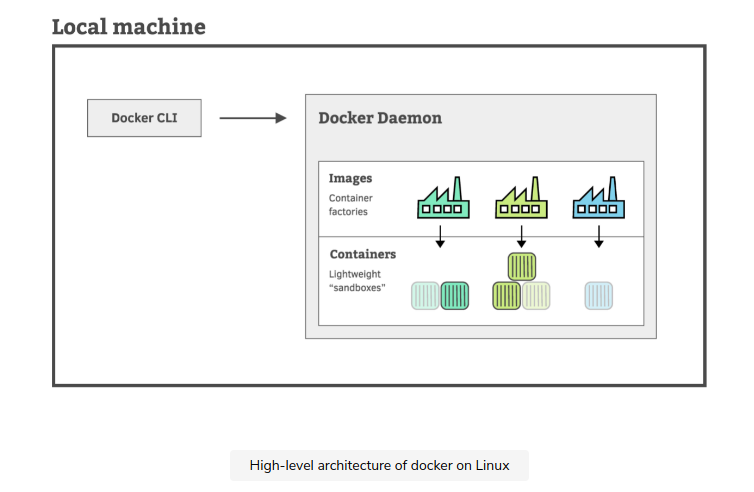 Local machine
Docker CLI
Docker Daemon
Images
Container
factories
Containers
Lightweight
“sandboxes”
High-level architecture of docker on Linux